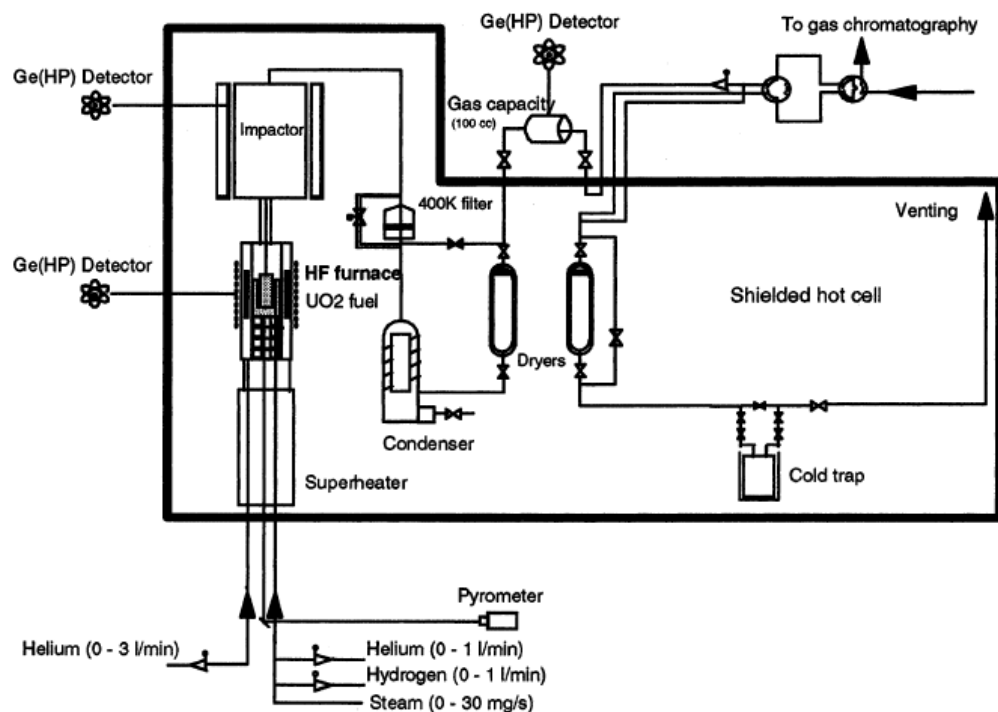 Ge(HP) Detector
To gas chromatography
Ge(HP) Detector
Gas capacity
(100 cc)
Impactor
400K filter
Venting
Ge(HP) Detector
HF furnace
UO2 fuel
Shielded hot cell
Dryers
Condenser
Cold trap
Superheater
Pyrometer
Helium (0 - 3 l/min)
Helium (0 - 1 l/min)
Hydrogen (0 - 1 l/min)
Steam (0 - 30 mg/s)